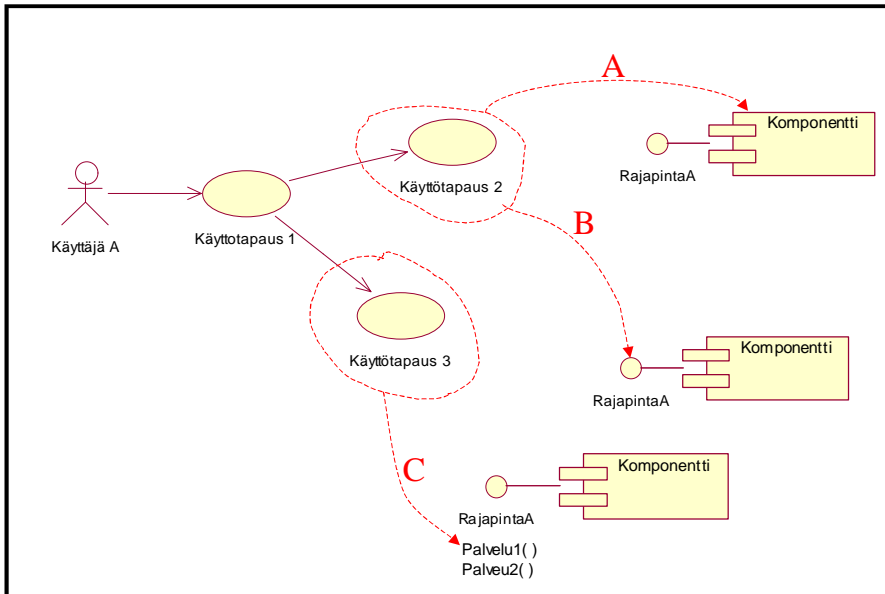 A
Komponentti
RajapintaA
Käyttötapaus 2
Käyttäjä A
Käyttotapaus 1
B
Komponentti
RajapintaA
Käyttötapaus 3
C
Komponentti
RajapintaA
Palvelu1( )
Palveu2( )